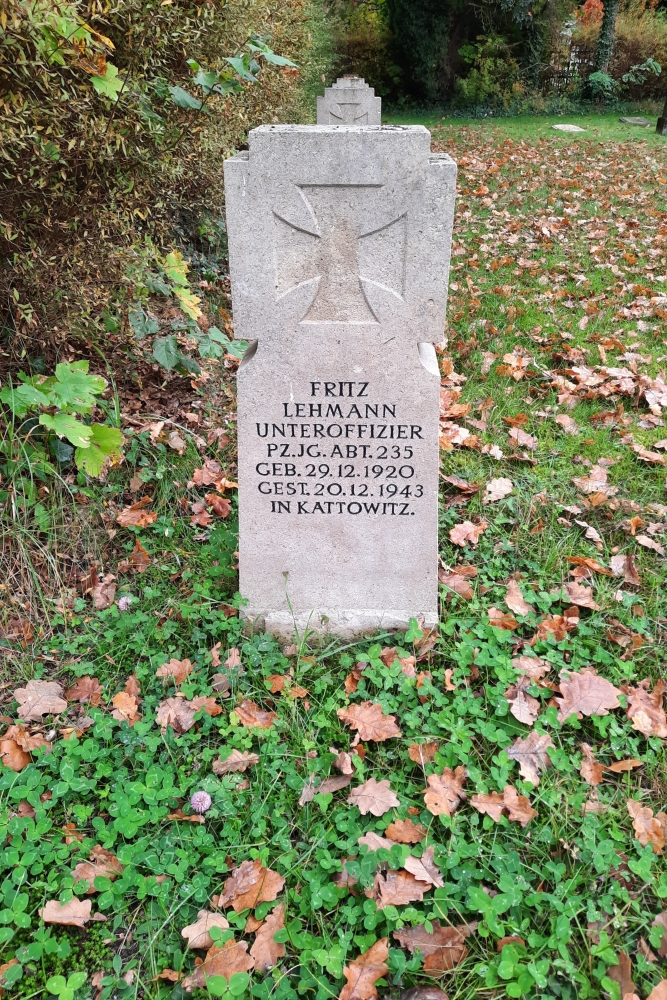 FRITZ
LEHMANN
UNTEROFFIZIER
PZ.JG.ABT.235
GEB.29.12.1920
GEST.20.12.1943
IN KATTOWITZ.